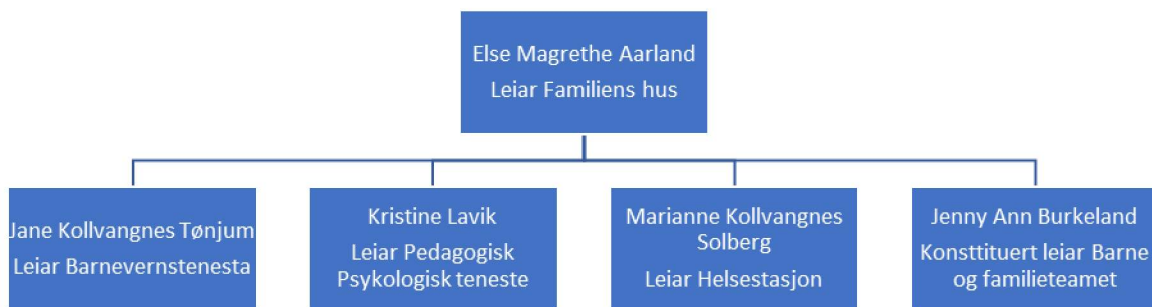 Else Magrethe Aarland
Leiar Familiens hus
Jane Kollvangnes Tønjum
Leiar Barnevernstenesta
Kristine Lavik
Leiar Pedagogisk
Psykologisk teneste
Marianne Kollvangnes
Solberg
Leiar Helsestasjon
Jenny Ann Burkeland
Konsttituert leiar Barne
og familieteamet